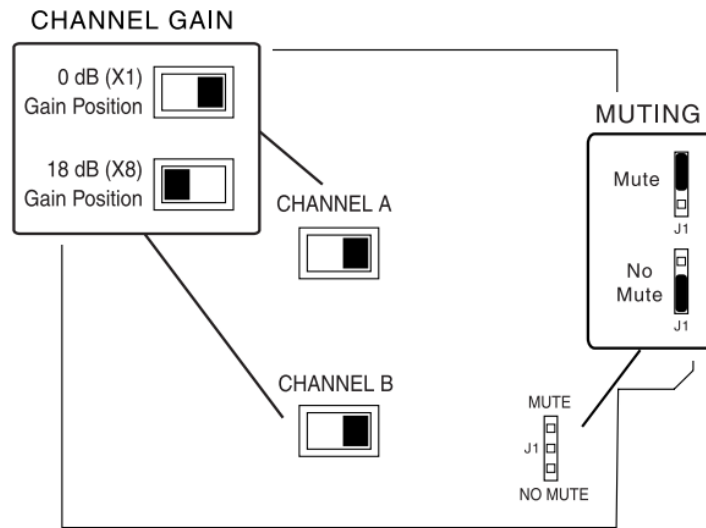 CHANNEL GAIN
0 dB (X1)
Gain Position
18 dB (X8)
Gain Position
CHANNEL A
CHANNEL B
MUTING
Mute
J1
No
Mute
J1
MUTE
J1
NO MUTE